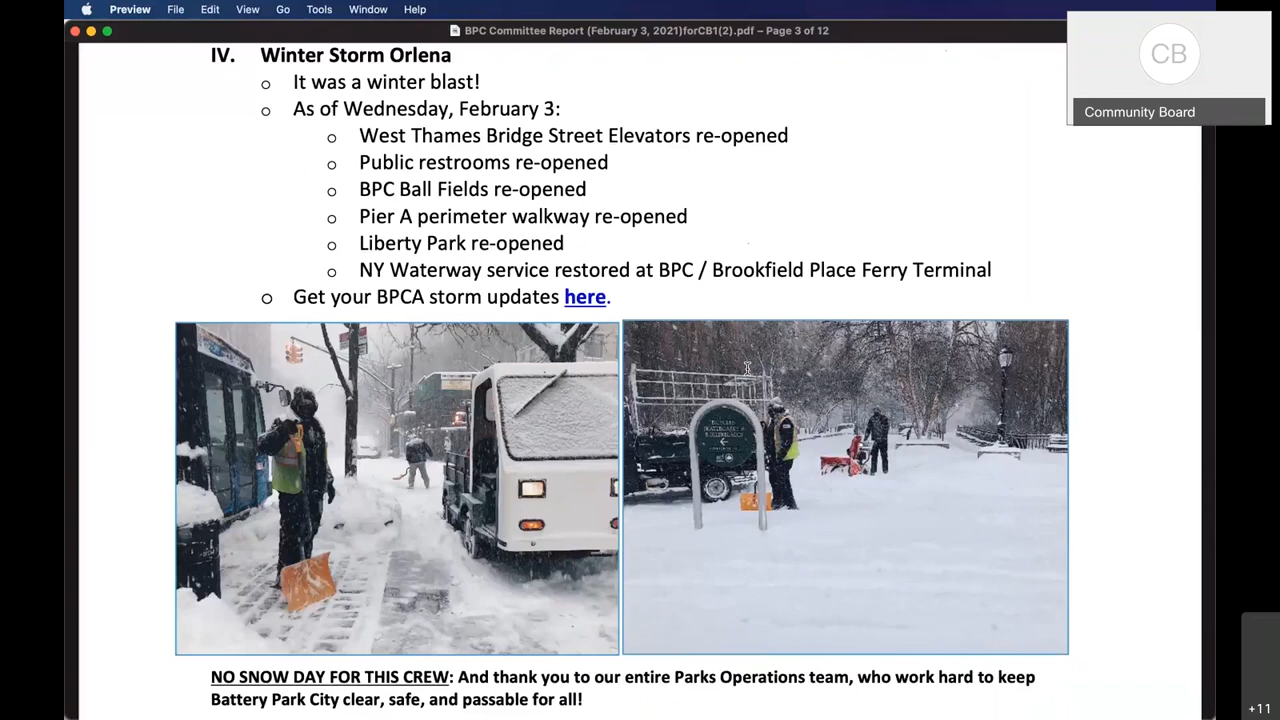 Preview File Edit View Go Tools Window Help
BPC Committee Report (February 3, 2021)forCB1(2).pdf – Page 3 of 12
CB
Community Board
IV. Winter Storm Orlena
o It was a winter blast!
o As of Wednesday, February 3:
o West Thames Bridge Street Elevators re-opened
o Public restrooms re-opened
o BPC Ball Fields re-opened
o Pier A perimeter walkway re-opened
o Liberty Park re-opened
o NY Waterway service restored at BPC / Brookfield Place Ferry Terminal
o Get your BPCA storm updates here.
NO SNOW DAY FOR THIS CREW: And thank you to our entire Parks Operations team, who work hard to keep
Battery Park City clear, safe, and passable for all!
+11